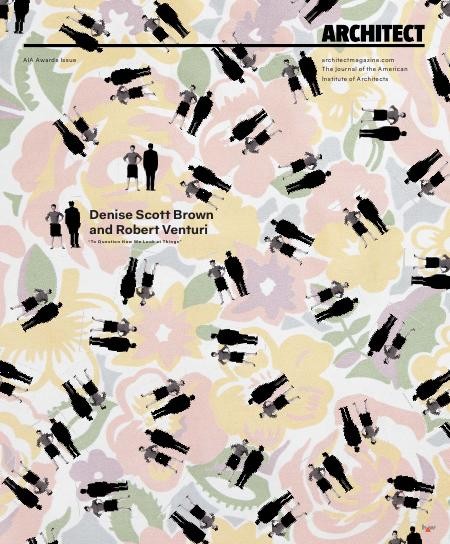 ARCHITECT
AIA Awards Issue
architectmagazine.com
The Journal of the American
Institute of Architects
Denise Scott Brown
and Robert Venturi
"To Question How We Look at Things"